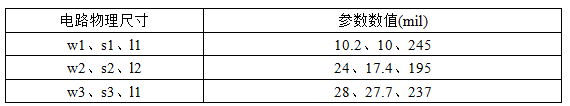 电路物理尺寸 参数数值(mil)
w1、s1、l1 10.2、10、245
w2、s2、l2 24、17.4、195
w3、s3、l1 28、27.7、237